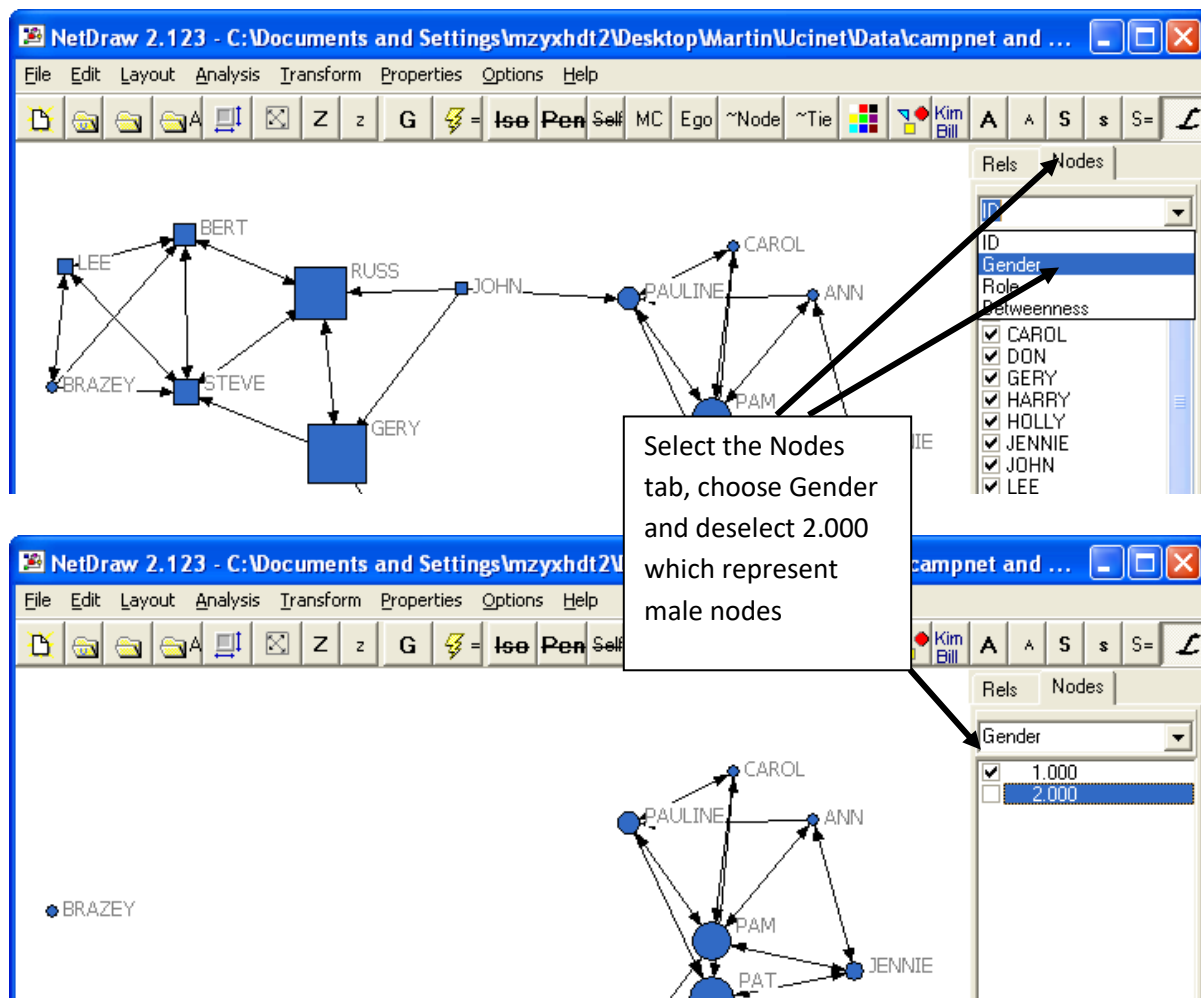 NetDraw 2.123 - C:\Documents and Settings\mzyxhdt2\Desktop\Martin\Ucinet\Data\campnet and ...
File Edit Layout Analysis Transform Properties Options Help
A Z z G = Iso Pen Self MC Ego ~Node ~Tie Kim Bill A A S s S= L
Rels Nodes
ID
ID
Gender
Role
Betweenness
CAROL
DON
GERY
HARRY
HOLLY
JENNIE
JOHN
LEE
BERT
LEE
RUSS
JOHN
BRAZEY
STEVE
GERY
CAROL
PAULINE
ANN
PAM
IE
Select the Nodes
tab, choose Gender
and deselect 2.000
which represent
male nodes
NetDraw 2.123 - C:\Documents and Settings\mzyxhdt2\ campnet and ...
File Edit Layout Analysis Transform Properties Options Help
A Z z G = Iso Pen Self Kim Bill A A S s S= L
Rels Nodes
Gender
1.000
2.000
CAROL
PAULINE
ANN
BRAZEY
PAM
JENNIE
PAT